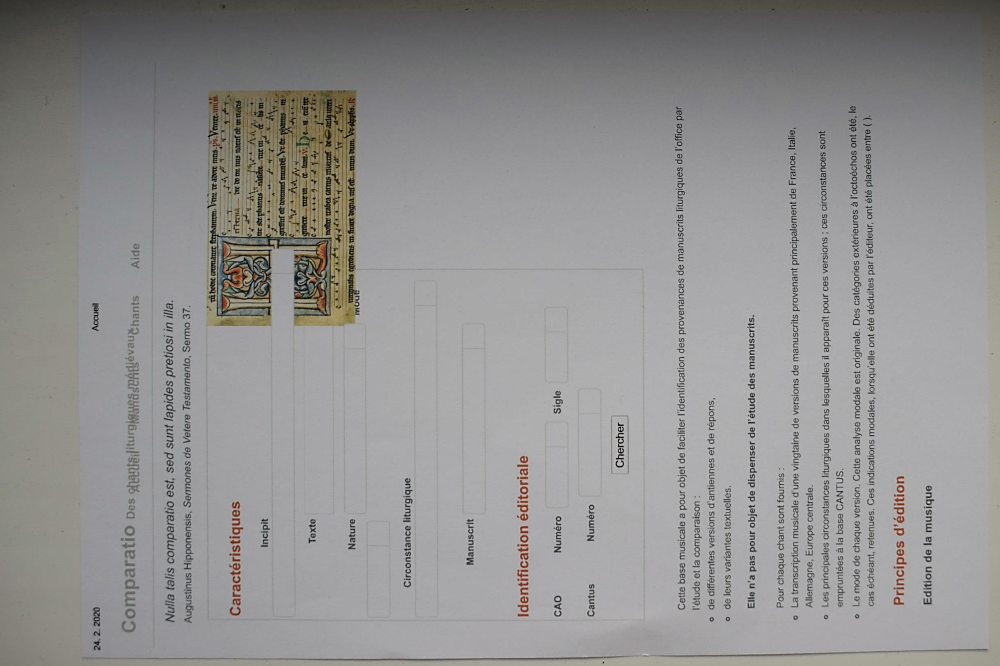 24. 2. 2020 Accueil
Comparatio Des chants liturgiques médiévaux
Accueil Manuscrits Chants Aide
Nulla talis comparatio est, sed sunt lapides pretiosi in illa.
Augustinus Hipponensis, Sermones de Vetere Testamento, Sermo 37.
Caractéristiques
Incipit
Texte
Nature
Mode
Circonstance liturgique
Manuscrit
Identification éditoriale
CAO Numéro Sigle
Cantus Numéro
Chercher
Cette base musicale a pour objet de faciliter l'identification des provenances de manuscrits liturgiques de l'office par
l'étude et la comparaison :
de différentes versions d'antiennes et de répons,
de leurs variantes textuelles.
Elle n'a pas pour objet de dispenser de l'étude des manuscrits.
Pour chaque chant sont fournis :
La transcription musicale d'une vingtaine de versions de manuscrits provenant principalement de France, Italie,
Allemagne, Europe centrale.
Les principales circonstances liturgiques dans lesquelles il apparaît pour ces versions ; ces circonstances sont
empruntées à la base CANTUS.
Le mode de chaque version. Cette analyse modale est originale. Des catégories extérieures à l'octoéchos ont été, le
cas échéant, retenues. Ces indications modales, lorsqu'elle ont été déduites par l'éditeur, ont été placées entre ( ).
Principes d'édition
Edition de la musique